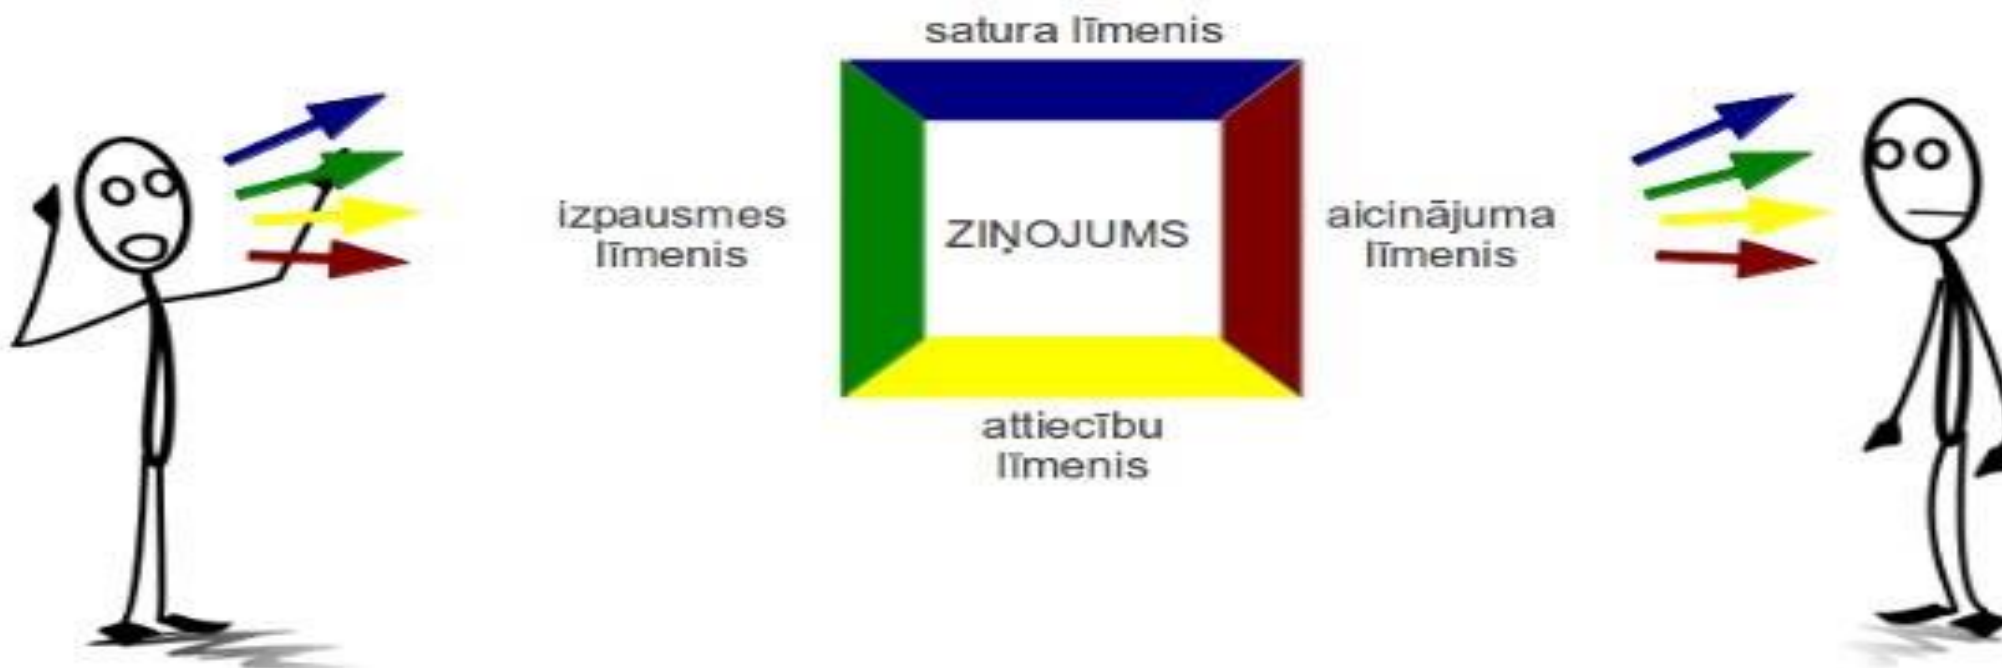 satura līmenis
izpausmes
līmenis
ZIŅOJUMS
aicinājuma
līmenis
attiecību
līmenis